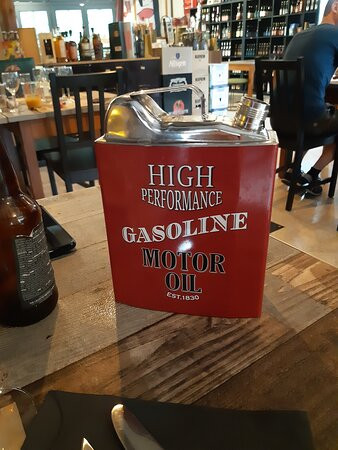 HIGH
PERFORMANCE
GASOLINE
MOTOR
OIL
EST.1830